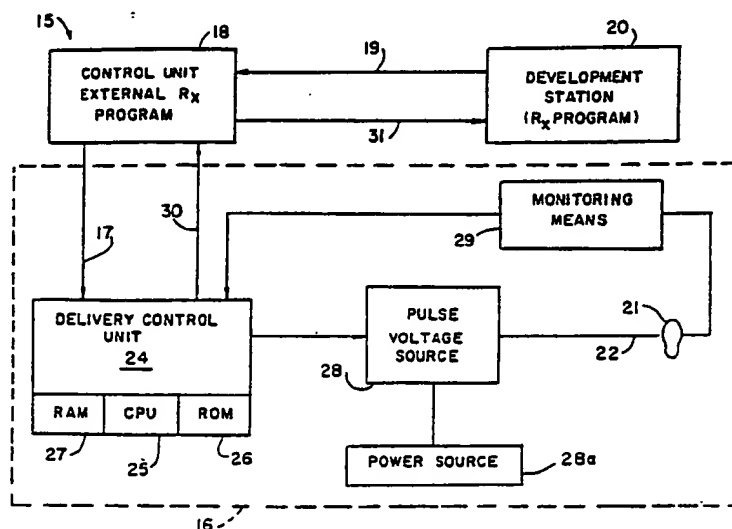 15
18
CONTROL UNIT
EXTERNAL Rx
PROGRAM
19
31
20
DEVELOPMENT
STATION
(Rx PROGRAM)
17
30
MONITORING
MEANS
29
DELIVERY CONTROL
UNIT
24
RAM
CPU
ROM
27
25
26
PULSE
VOLTAGE
SOURCE
28
21
22
POWER SOURCE
28a
16